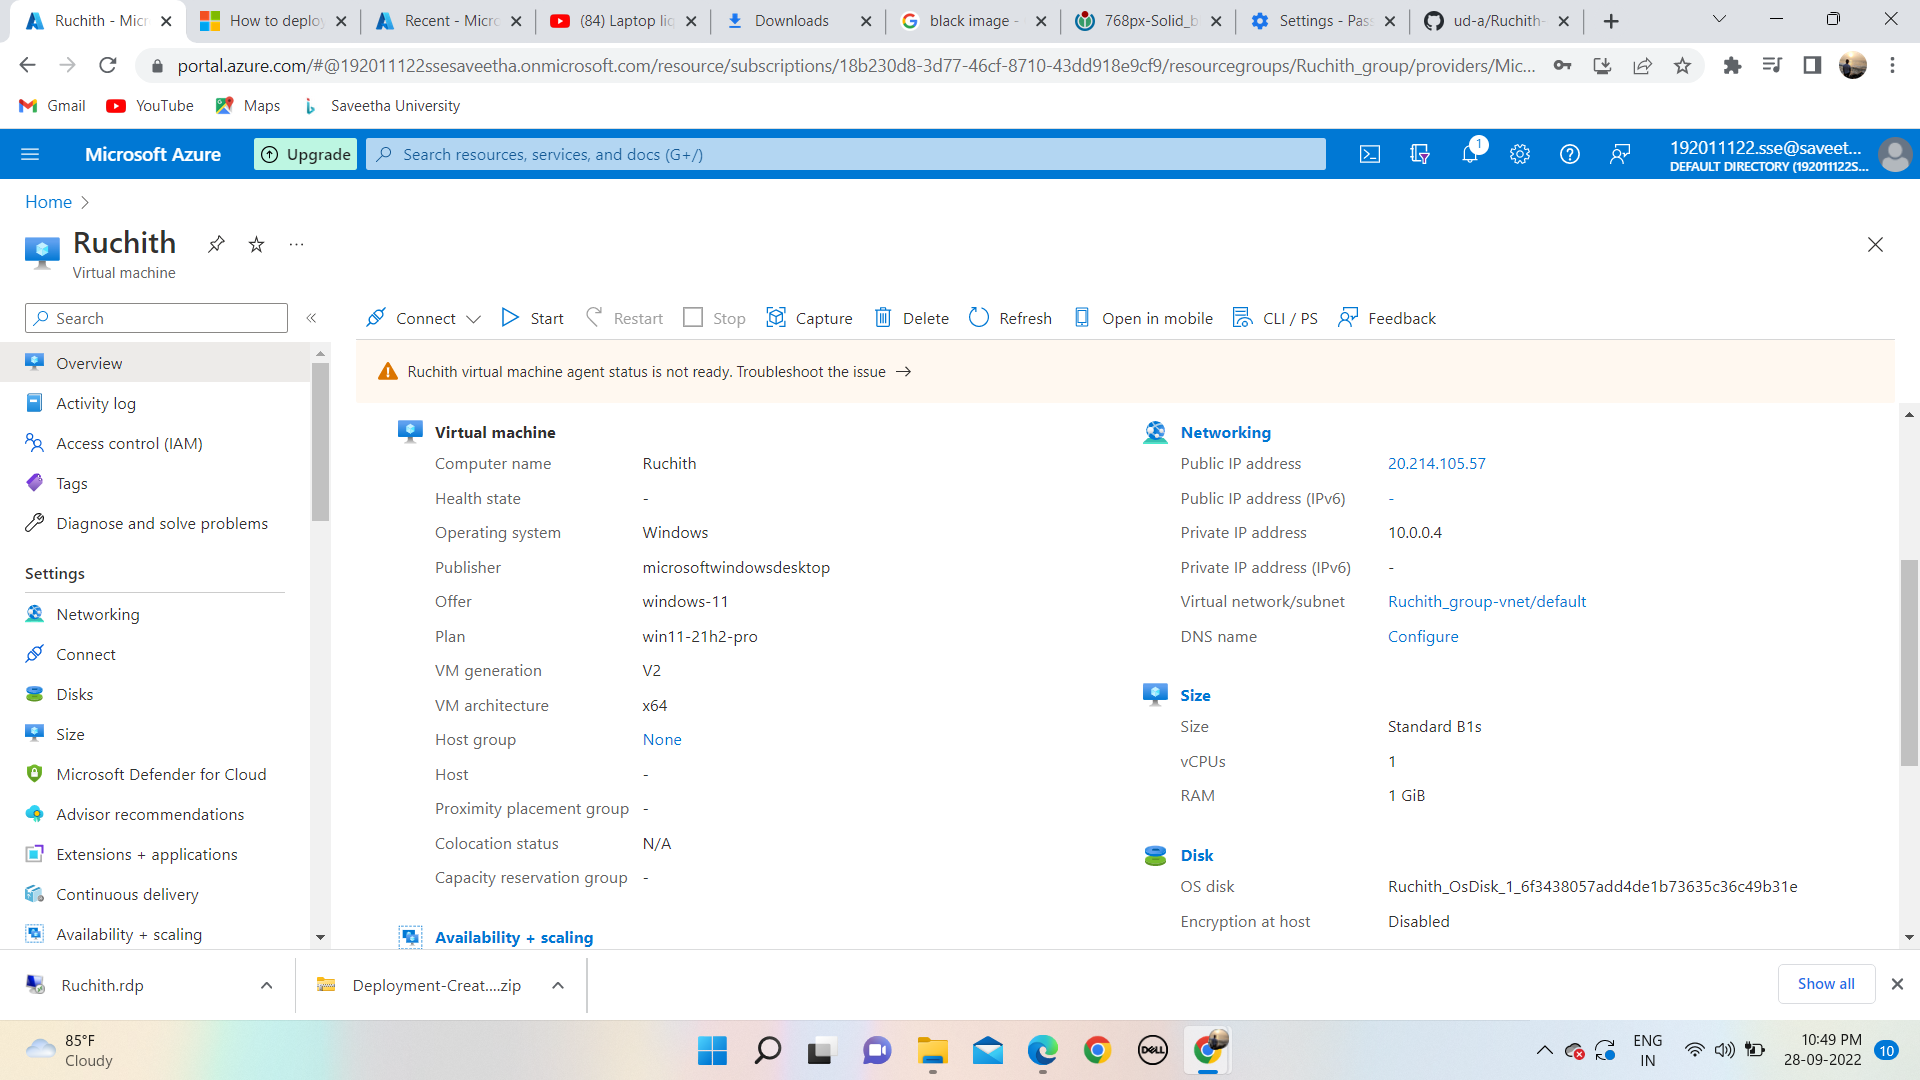 Ruchith - Micr
How to deploy
Recent - Micro
(84) Laptop liq
Downloads
black image -
768px-Solid_b
Settings - Pas
ud-a/Ruchith-
portal.azure.com/#@192011122ssesaveetha.onmicrosoft.com/resource/subscriptions/18b230d8-3d77-46cf-8710-43dd918e9cf9/resourcegroups/Ruchith_group/providers/Mic...
Gmail
YouTube
Maps
Saveetha University
Microsoft Azure
Upgrade
Search resources, services, and docs (G+/)
1
192011122.sse@saveet...
DEFAULT DIRECTORY (192011122S...
Home
Ruchith
Virtual machine
Search
Connect
Start
Restart
Stop
Capture
Delete
Refresh
Open in mobile
CLI / PS
Feedback
Ruchith virtual machine agent status is not ready. Troubleshoot the issue →
Overview
Activity log
Access control (IAM)
Tags
Diagnose and solve problems
Settings
Networking
Connect
Disks
Size
Microsoft Defender for Cloud
Advisor recommendations
Extensions + applications
Continuous delivery
Availability + scaling
Virtual machine
Computer name Ruchith
Health state -
Operating system Windows
Publisher microsoftwindowsdesktop
Offer windows-11
Plan win11-21h2-pro
VM generation V2
VM architecture x64
Host group None
Host -
Proximity placement group -
Colocation status N/A
Capacity reservation group -
Availability + scaling
Networking
Public IP address 20.214.105.57
Public IP address (IPv6) -
Private IP address 10.0.0.4
Private IP address (IPv6) -
Virtual network/subnet Ruchith_group-vnet/default
DNS name Configure
Size
Size Standard B1s
vCPUs 1
RAM 1 GiB
Disk
OS disk Ruchith_OsDisk_1_6f3438057add4de1b73635c36c49b31e
Encryption at host Disabled
Ruchith.rdp
Deployment-Creat....zip
Show all
85°F
Cloudy
DELL
ENG
IN
10:49 PM
28-09-2022
10